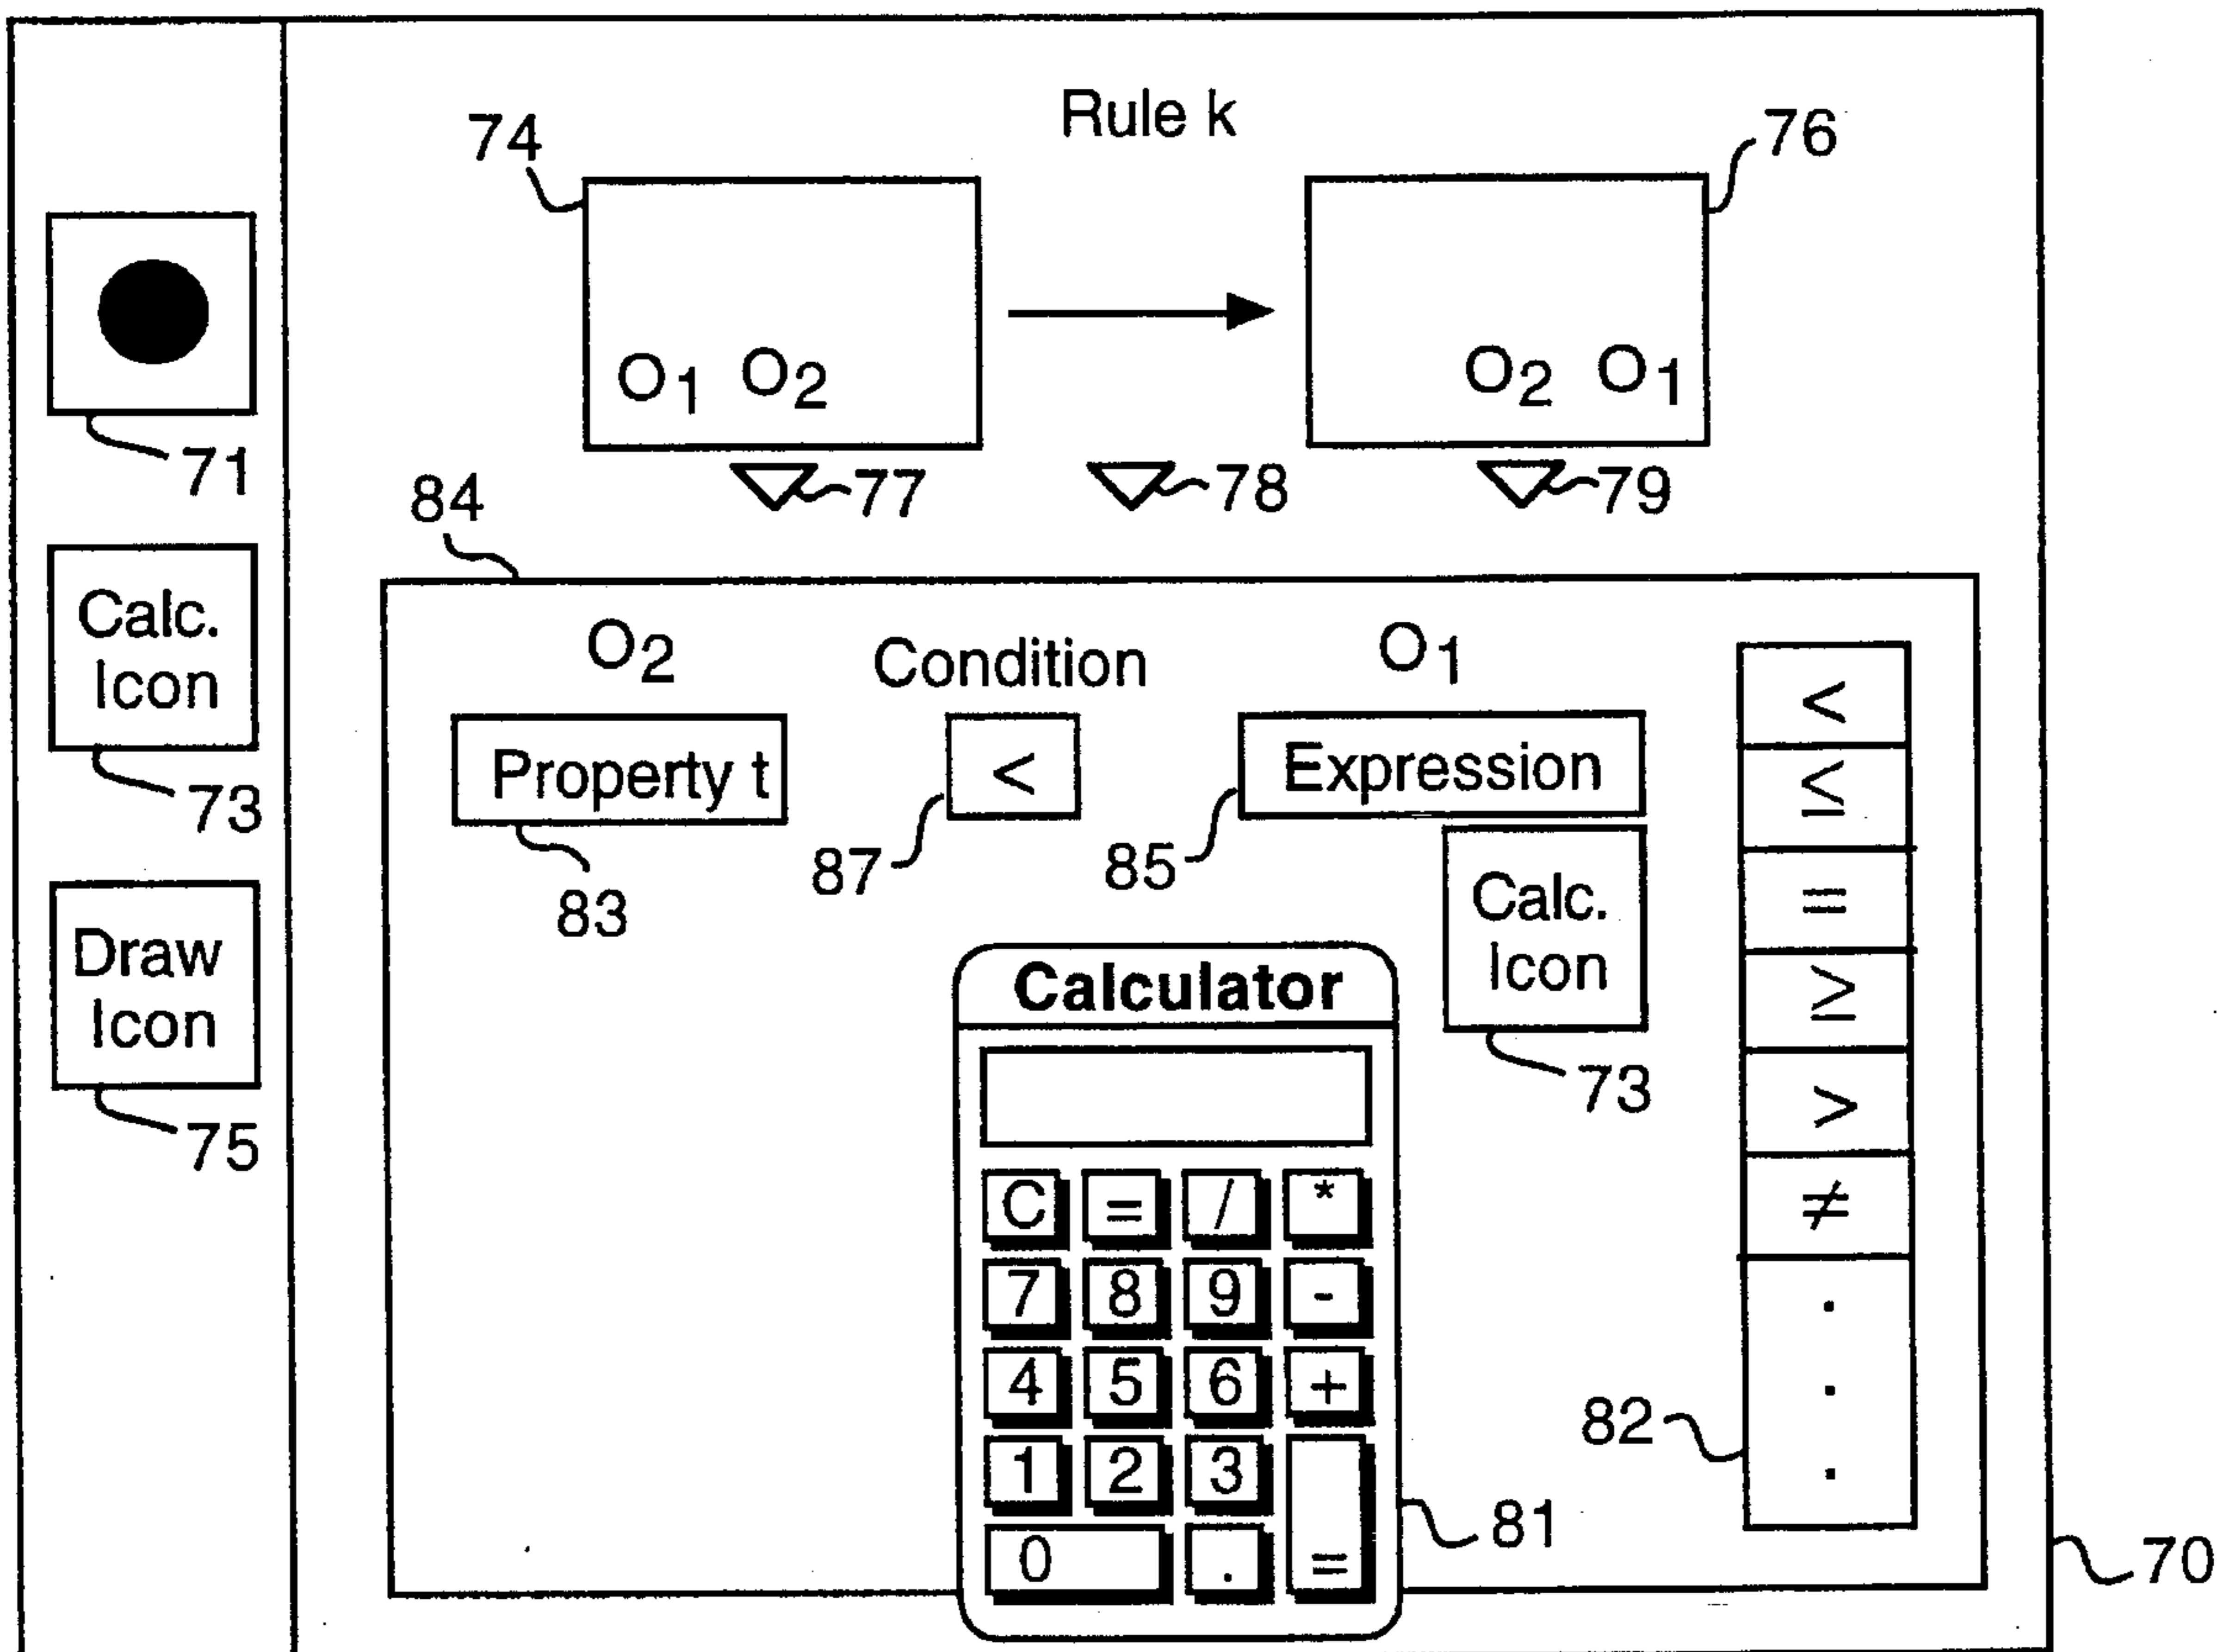 Rule k
74
76
O1 O2
O2 O1
71
77
78
79
84
Calc.
Icon
73
O2
Condition
O1
Property t
<
Expression
83
87
85
Calc.
Icon
73
<
≤
=
≥
>
≠
.
.
.
82
Draw
Icon
75
Calculator
C = / *
7 8 9 -
4 5 6 +
1 2 3
0 . =
81
70